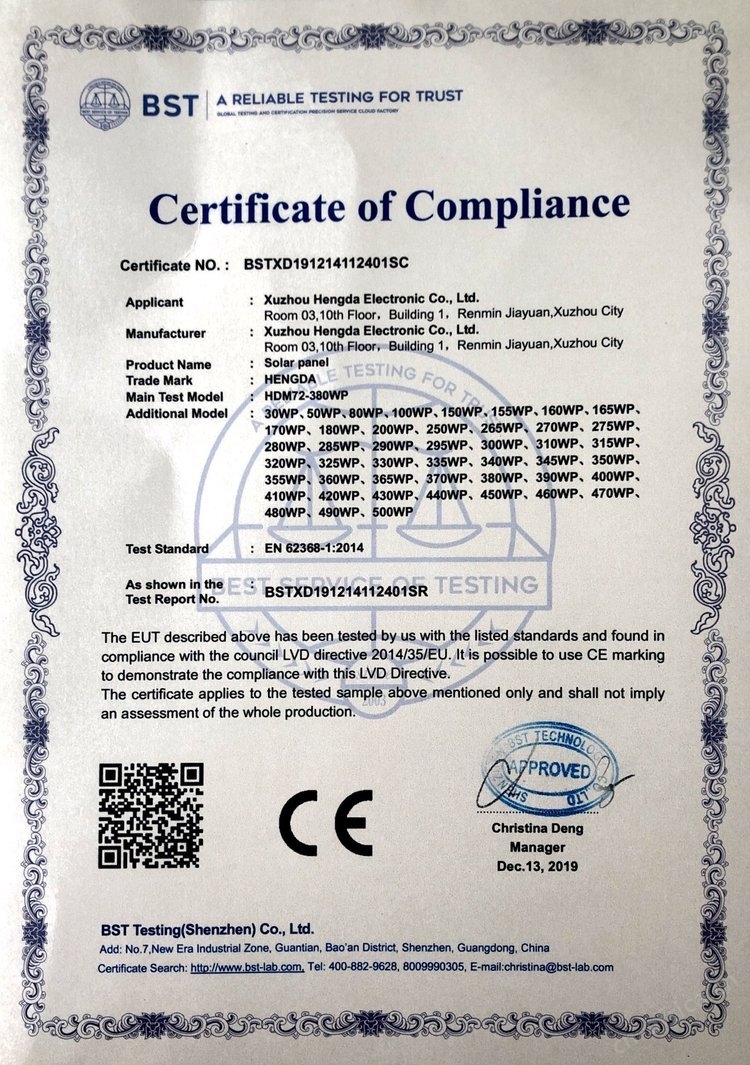 BST A RELIABLE TESTING FOR TRUST
GLOBAL TESTING AND CERTIFICATION PRECISION SERVICE CLOUD FACTORY
Certificate of Compliance
Certificate NO. : BSTXD191214112401SC
Applicant : Xuzhou Hengda Electronic Co., Ltd.
Room 03,10th Floor，Building 1，Renmin Jiayuan,Xuzhou City
Manufacturer : Xuzhou Hengda Electronic Co., Ltd.
Room 03,10th Floor，Building 1，Renmin Jiayuan,Xuzhou City
Product Name : Solar panel
Trade Mark : HENGDA
Main Test Model : HDM72-380WP
Additional Model : 30WP、50WP、80WP、100WP、150WP、155WP、160WP、165WP、
170WP、180WP、200WP、250WP、265WP、270WP、275WP、
280WP、285WP、290WP、295WP、300WP、310WP、315WP、
320WP、325WP、330WP、335WP、340WP、345WP、350WP、
355WP、360WP、365WP、370WP、380WP、390WP、400WP、
410WP、420WP、430WP、440WP、450WP、460WP、470WP、
480WP、490WP、500WP
Test Standard : EN 62368-1:2014
As shown in the
Test Report No. : BSTXD191214112401SR
BEST SERVICE OF TESTING
The EUT described above has been tested by us with the listed standards and found in
compliance with the council LVD directive 2014/35/EU. It is possible to use CE marking
to demonstrate the compliance with this LVD Directive.
The certificate applies to the tested sample above mentioned only and shall not imply
an assessment of the whole production.
2003
CE
APPROVED
Christina Deng
Manager
Dec.13, 2019
BST Testing(Shenzhen) Co., Ltd.
Add: No.7,New Era Industrial Zone, Guantian, Bao'an District, Shenzhen, Guangdong, China
Certificate Search: http://www.bst-lab.com, Tel: 400-882-9628, 8009990305, E-mail:christina@bst-lab.com